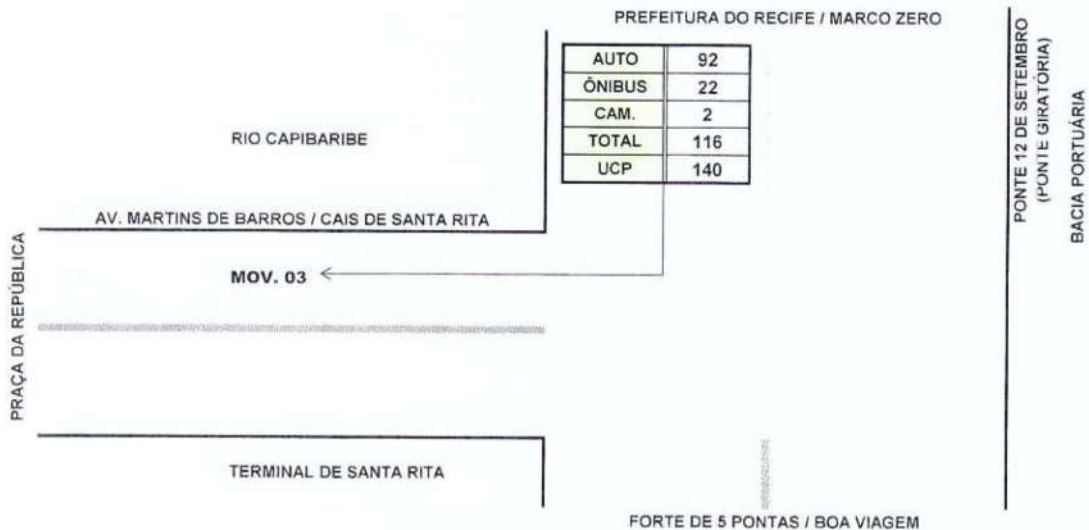 PREFEITURA DO RECIFE / MARCO ZERO
AUTO 92
ÔNIBUS 22
CAM. 2
TOTAL 116
UCP 140
RIO CAPIBARIBE
AV. MARTINS DE BARROS / CAIS DE SANTA RITA
MOV. 03
PRAÇA DA REPÚBLICA
TERMINAL DE SANTA RITA
FORTE DE 5 PONTAS / BOA VIAGEM
PONTE 12 DE SETEMBRO
(PONTE GIRATÓRIA)
BACIA PORTUÁRIA